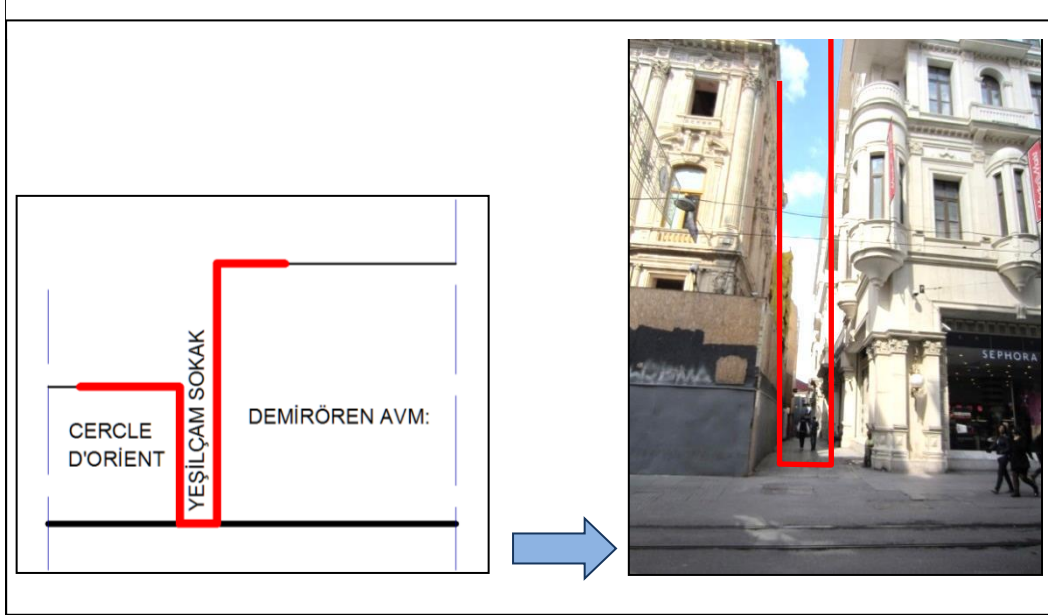 CERCLE
D'ORİENT
YEŞİLÇAM SOKAK
DEMİRÖREN AVM:
SEPHORA